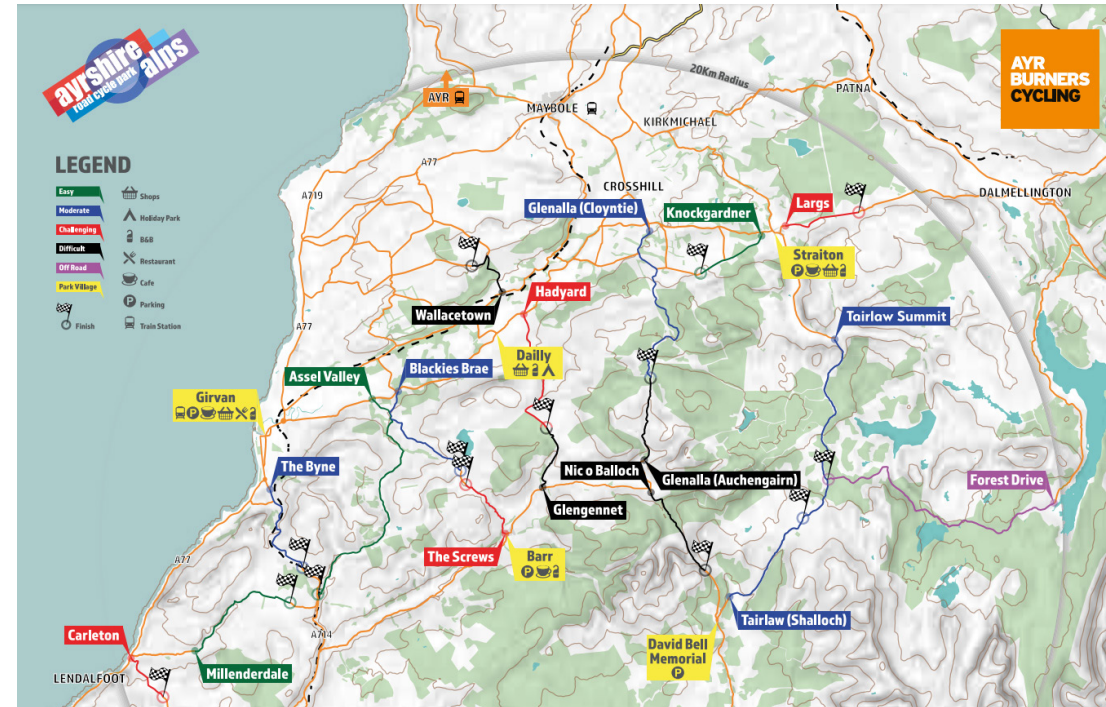 ayrshire
alps
road cycle park
AYR
BURNERS
CYCLING
20Km Radius
AYR
MAYBOLE
KIRKMICHAEL
PATNA
A77
LEGEND
Easy
Shops
Moderate
Holiday Park
Challenging
B&B
Difficult
Restaurant
Off Road
Cafe
Park Village
P
Parking
Finish
Train Station
A719
CROSSHILL
DALMELLINGTON
Glenalla (Cloyntie)
Knockgardner
Largs
Straiton
P
Wallacetown
Hadyard
Tairlaw Summit
A77
Dailly
Blackies Brae
Assel Valley
Girvan
P
The Byne
Nic o Balloch
Glenalla (Auchengairn)
Forest Drive
Glengennet
The Screws
Barr
P
A77
Tairlaw (Shalloch)
Carleton
A714
David Bell
Memorial
P
Millenderdale
LENDALFOOT